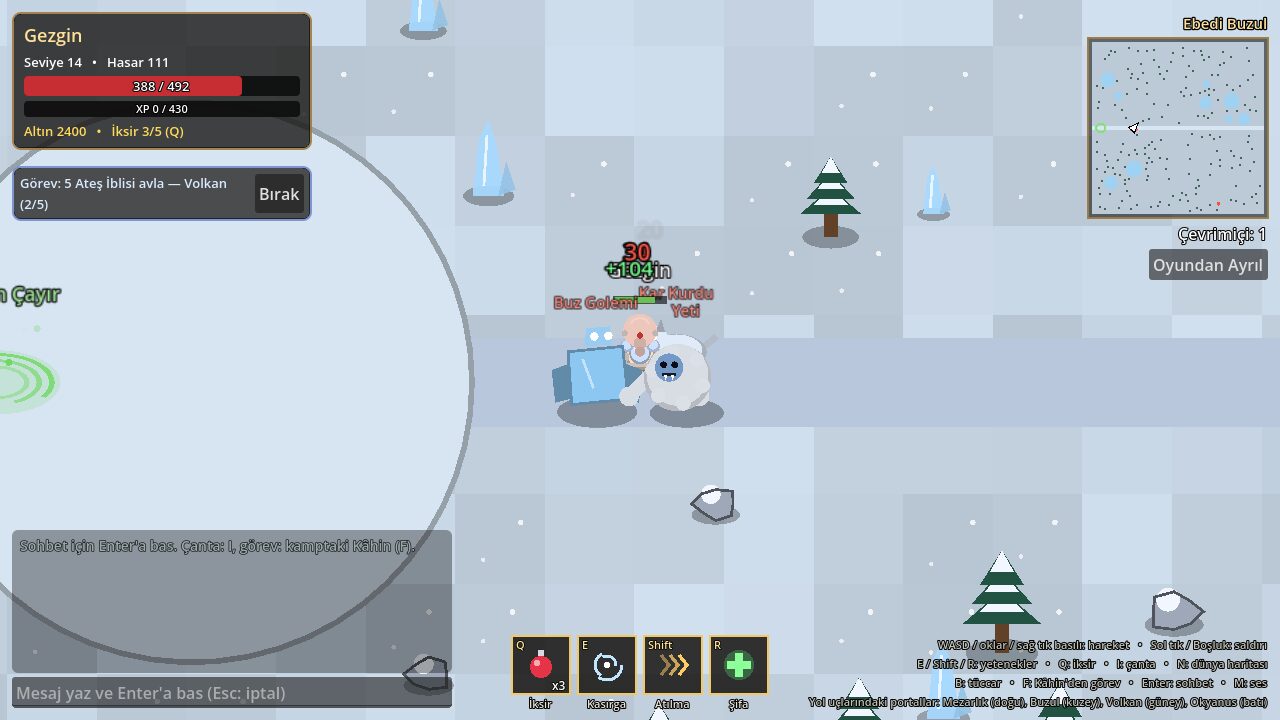 Gezgin
Seviye 14 • Hasar 111
388 / 492
XP 0 / 430
Altın 2400 • İksir 3/5 (Q)
Görev: 5 Ateş İblisi avla — Volkan
(2/5)
Bırak
Ebedi Buzul
Çevrimiçi: 1
Oyundan Ayrıl
20
30
+104
Gezgin
Buz Golemi
Kar Kurdu
Yeti
Çayır
Sohbet için Enter'a bas. Çanta: I, görev: kamptaki Kâhin (F).
Mesaj yaz ve Enter'a bas (Esc: iptal)
Q
x3
İksir
E
Kasırga
Shift
Atılma
R
Şifa
WASD / oklar / sağ tık basılı: hareket • Sol tık / Boşluk: saldırı
E / Shift / R: yetenekler • Q: iksir • I: çanta • N: dünya haritası
B: tüccar • F: Kâhin'den görev • Enter: sohbet • M: ses
Yol uçlarındaki portallar: Mezarlık (doğu), Buzul (kuzey), Volkan (güney), Okyanus (batı)